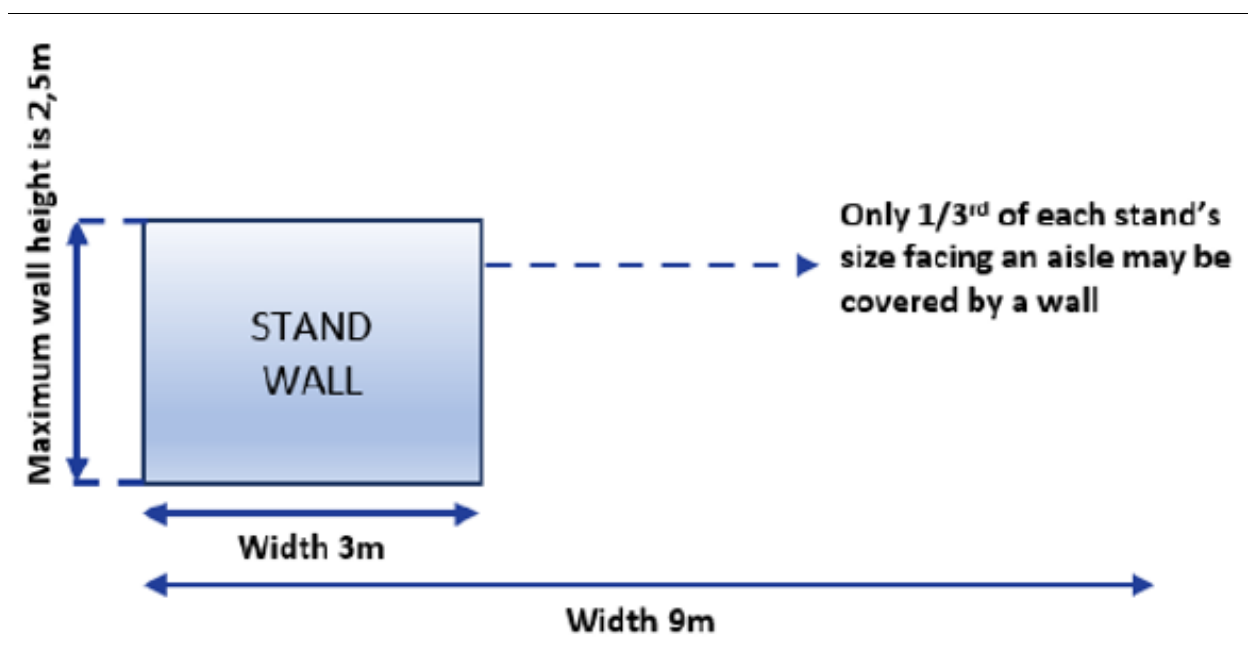 Maximum wall height is 2,5m
STAND
WALL
Only 1/3rd of each stand's
size facing an aisle may be
covered by a wall
Width 3m
Width 9m